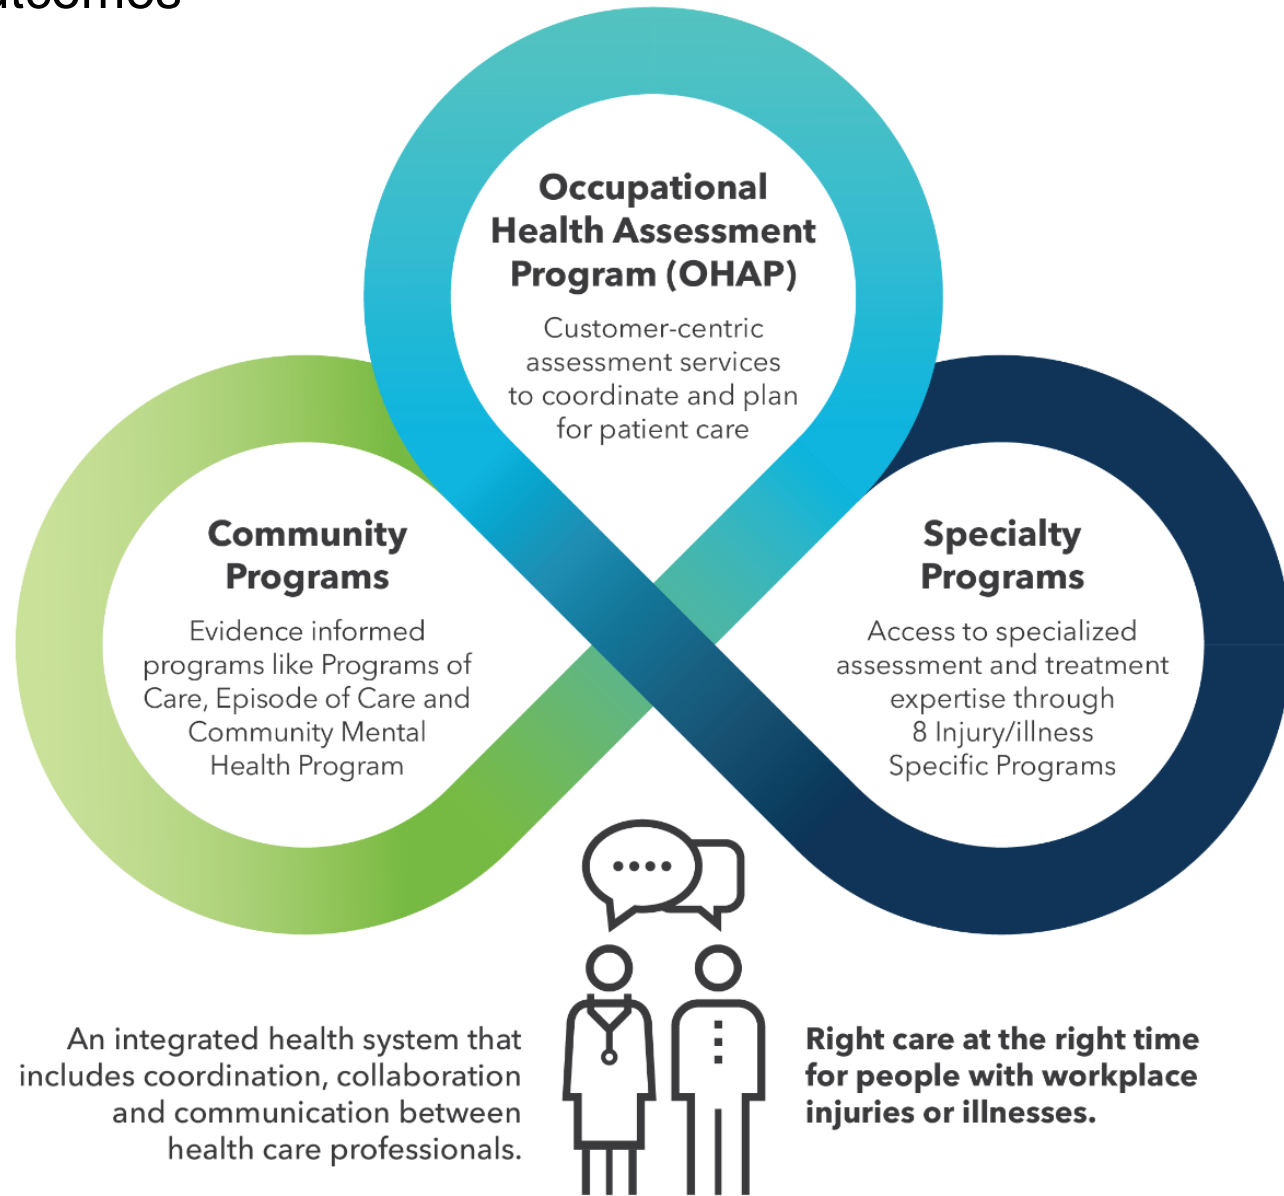 Occupational
Health Assessment
Program (OHAP)
Customer-centric
assessment services
to coordinate and plan
for patient care
Community
Programs
Evidence informed
programs like Programs of
Care, Episode of Care and
Community Mental
Health Program
Specialty
Programs
Access to specialized
assessment and treatment
expertise through
8 Injury/illness
Specific Programs
An integrated health system that
includes coordination, collaboration
and communication between
health care professionals.
Right care at the right time
for people with workplace
injuries or illnesses.